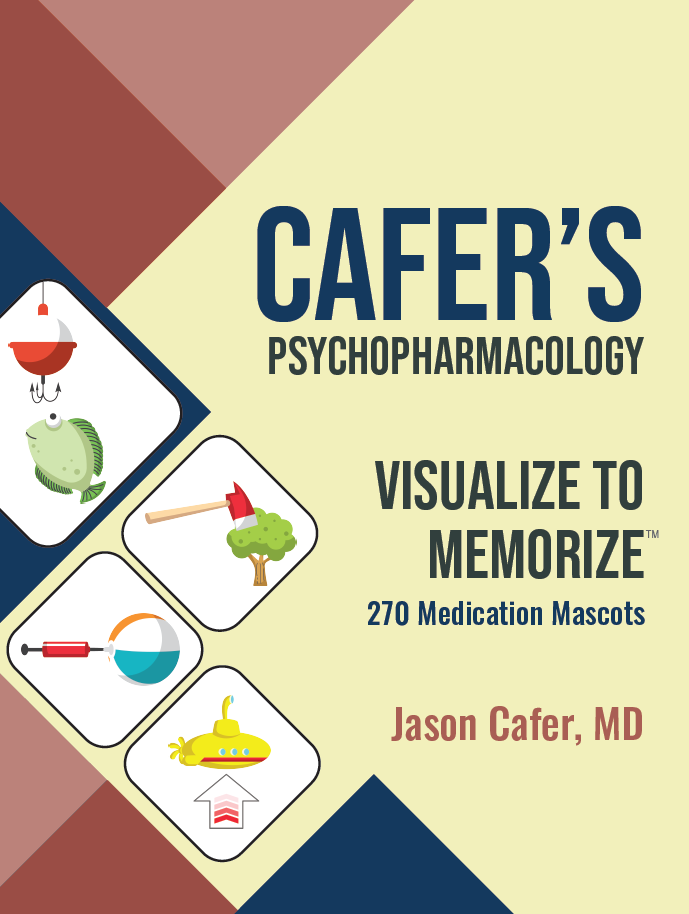 CAFER'S
PSYCHOPHARMACOLOGY
VISUALIZE TO
MEMORIZE™
270 Medication Mascots
Jason Cafer, MD